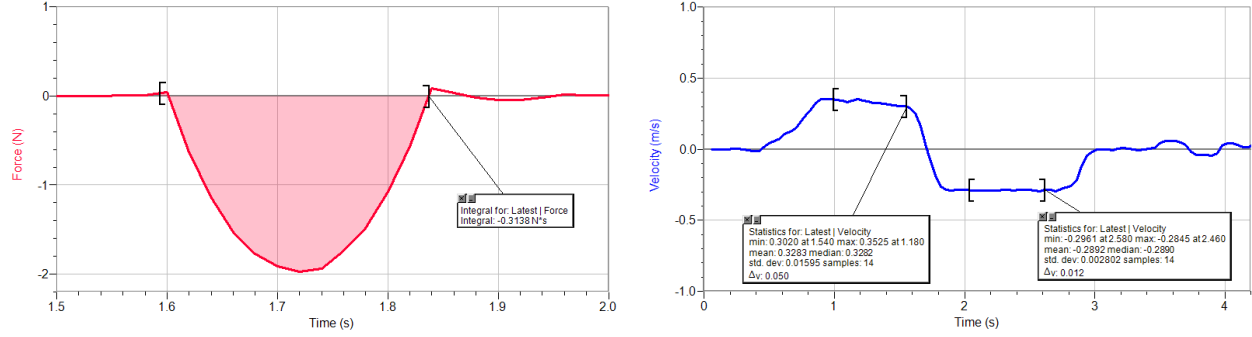 1
0
-1
-2
Force (N)
1.5
1.6
1.7
1.8
1.9
2.0
Time (s)
Integral for: Latest | Force
Integral: -0.3138 N*s
1.0
0.5
0.0
-0.5
-1.0
Velocity (m/s)
0
1
2
3
4
Time (s)
Statistics for: Latest | Velocity
min: 0.3020 at 1.540 max: 0.3525 at 1.180
mean: 0.3283 median: 0.3282
std. dev: 0.01595 samples: 14
Δv: 0.050
Statistics for: Latest | Velocity
min: -0.2961 at 2.580 max: -0.2845 at 2.460
mean: -0.2892 median: -0.2890
std. dev: 0.002802 samples: 14
Δv: 0.012